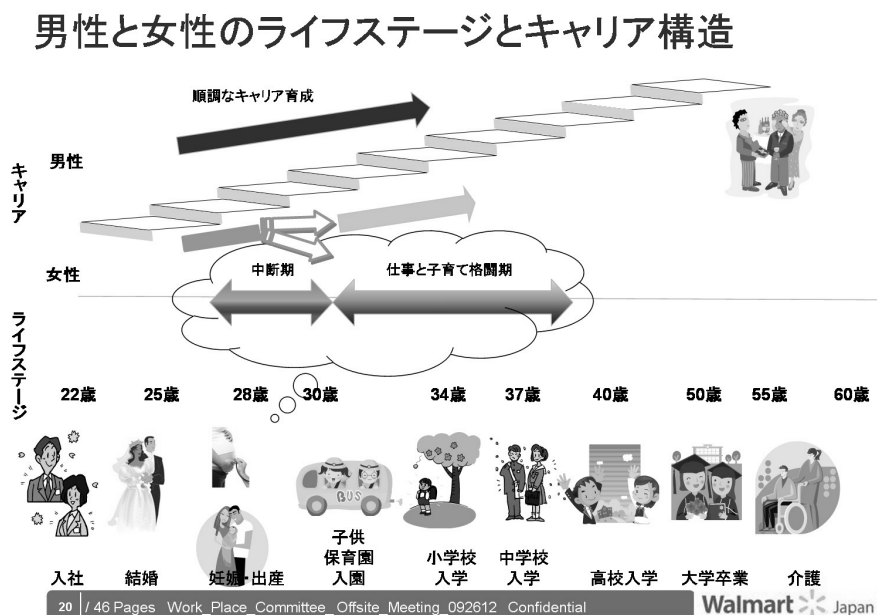 男性と女性のライフステージとキャリア構造
順調なキャリア育成
キャリア
男性
女性
中断期
仕事と子育て格闘期
ライフステージ
22歳
25歳
28歳
30歳
34歳
37歳
40歳
50歳
55歳
60歳
BUS
入社
結婚
妊娠・出産
子供
保育園
入園
小学校
入学
中学校
入学
高校入学
大学卒業
介護
20 / 46 Pages Work_Place_Committee_Offsite_Meeting_092612 Confidential
Walmart Japan